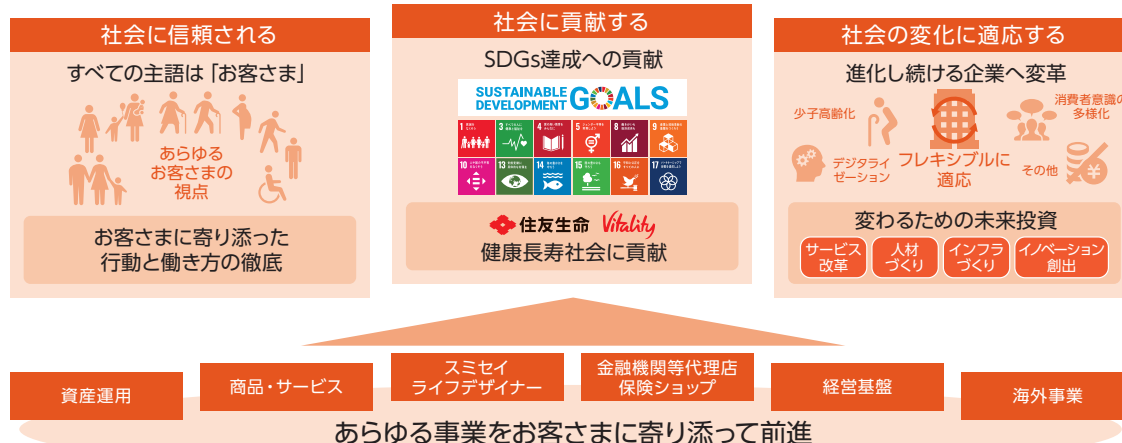 社会に信頼される
すべての主語は「お客さま」
あらゆる
お客さまの
視点
お客さまに寄り添った
行動と働き方の徹底
社会に貢献する
SDGs達成への貢献
SUSTAINABLE
DEVELOPMENT
GOALS
1
3
4
5
8
9
10
13
14
15
16
17
住友生命 Vitality
健康長寿社会に貢献
社会の変化に適応する
進化し続ける企業へ変革
少子高齢化
消費者意識の
多様化
デジタライ
ゼーション
フレキシブルに
適応
その他
変わるための未来投資
サービス
改革
人材
づくり
インフラ
づくり
イノベーション
創出
資産運用
商品・サービス
スミセイ
ライフデザイナー
金融機関等代理店
保険ショップ
経営基盤
海外事業
あらゆる事業をお客さまに寄り添って前進